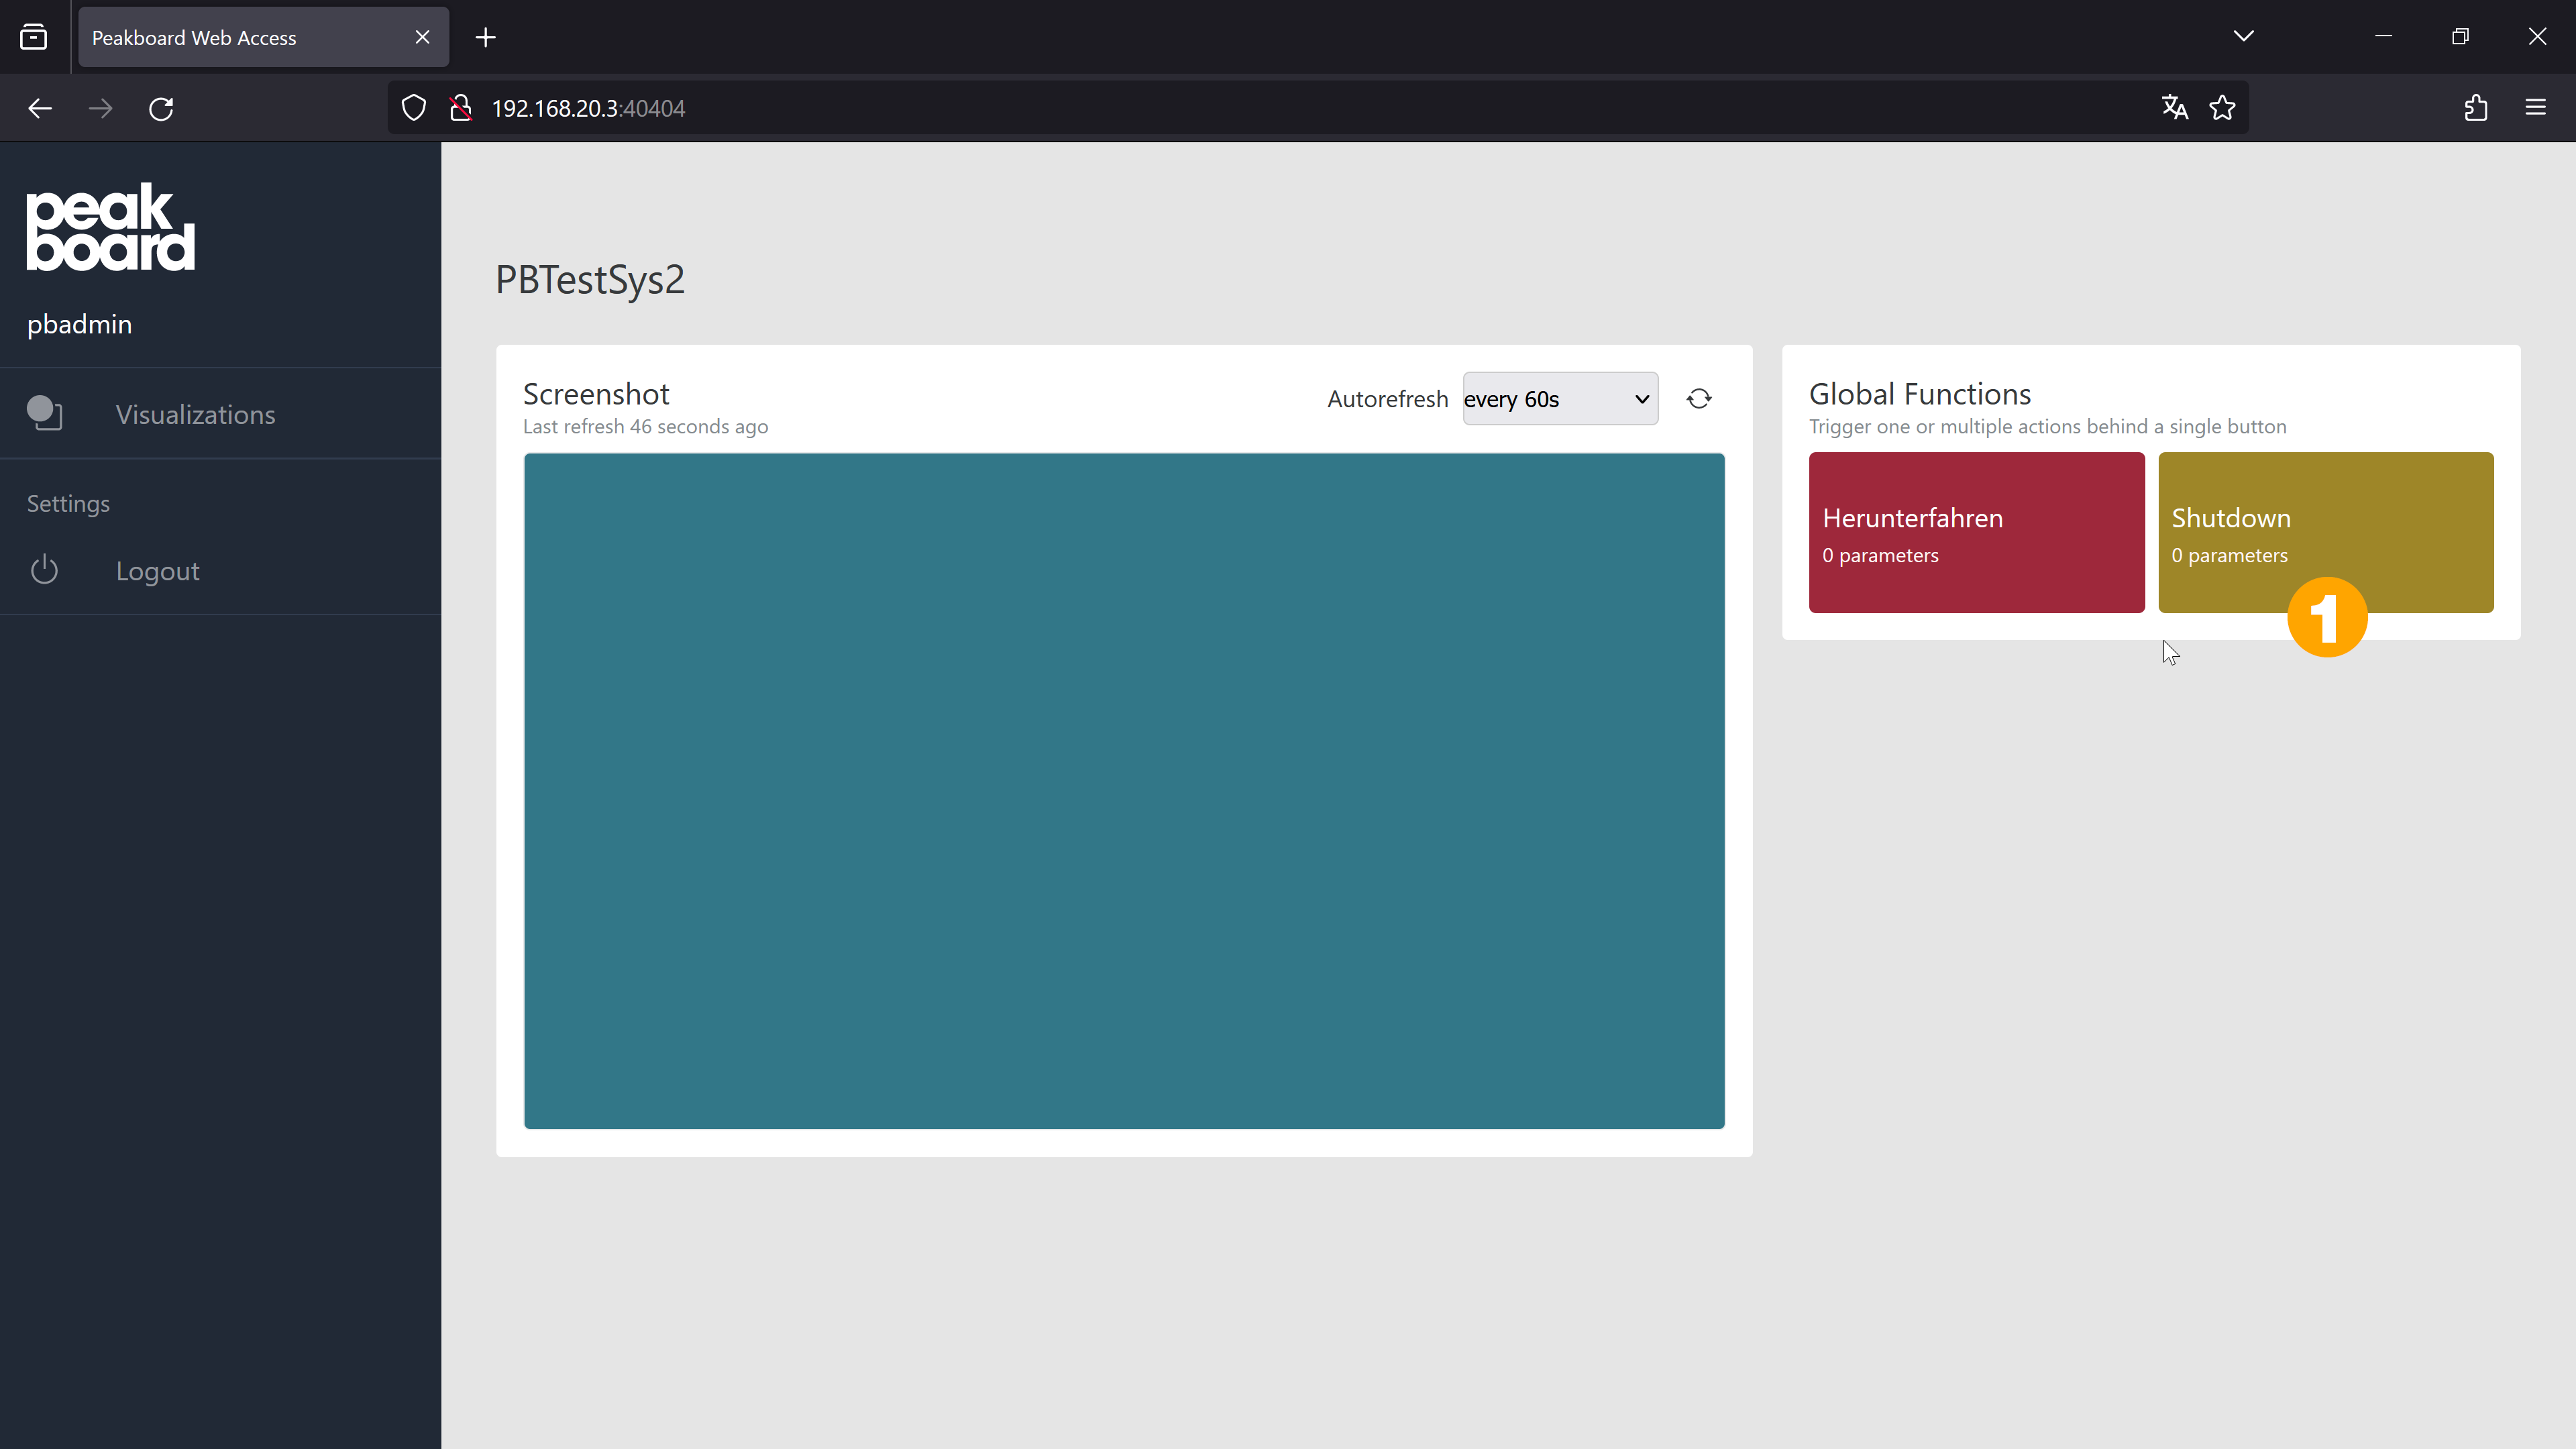 Peakboard Web Access
192.168.20.3:40404
peak
board
pbadmin
Visualizations
Settings
Logout
PBTestSys2
Screenshot
Last refresh 46 seconds ago
Autorefresh every 60s
Global Functions
Trigger one or multiple actions behind a single button
Herunterfahren
0 parameters
Shutdown
0 parameters
1